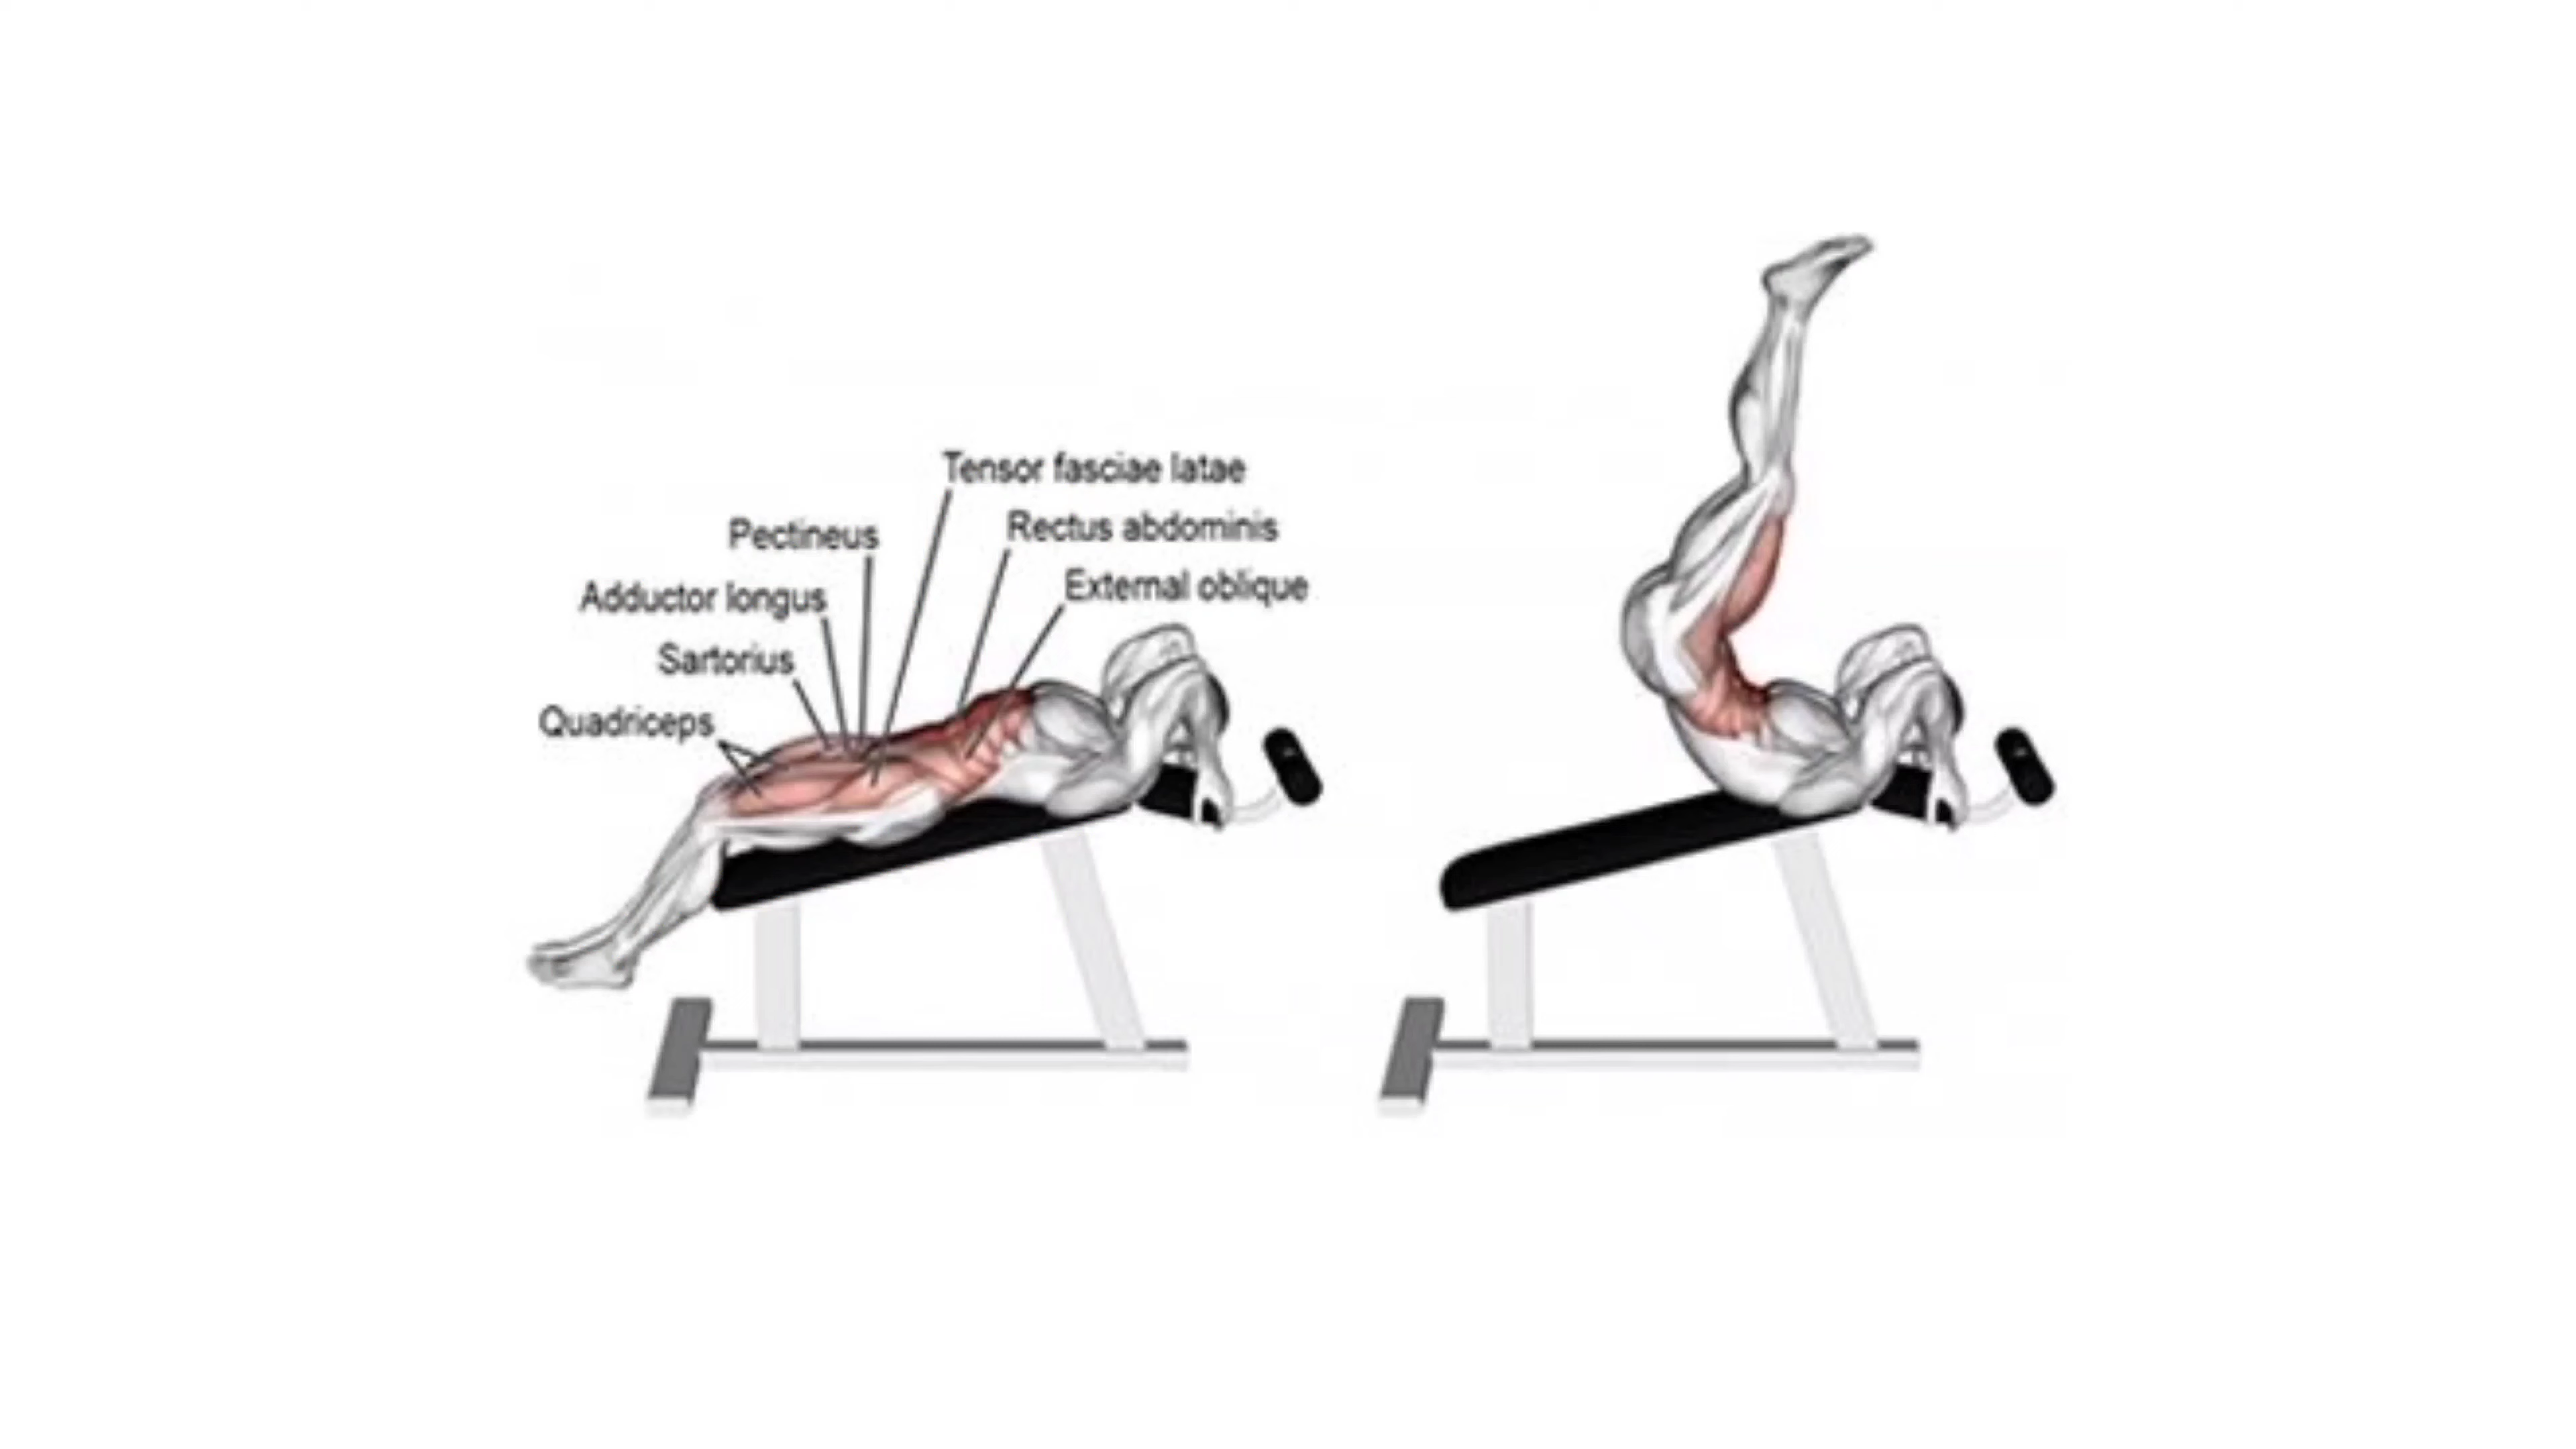 Tensor fasciae latae
Rectus abdominis
Pectineus
External oblique
Adductor longus
Sartorius
Quadriceps